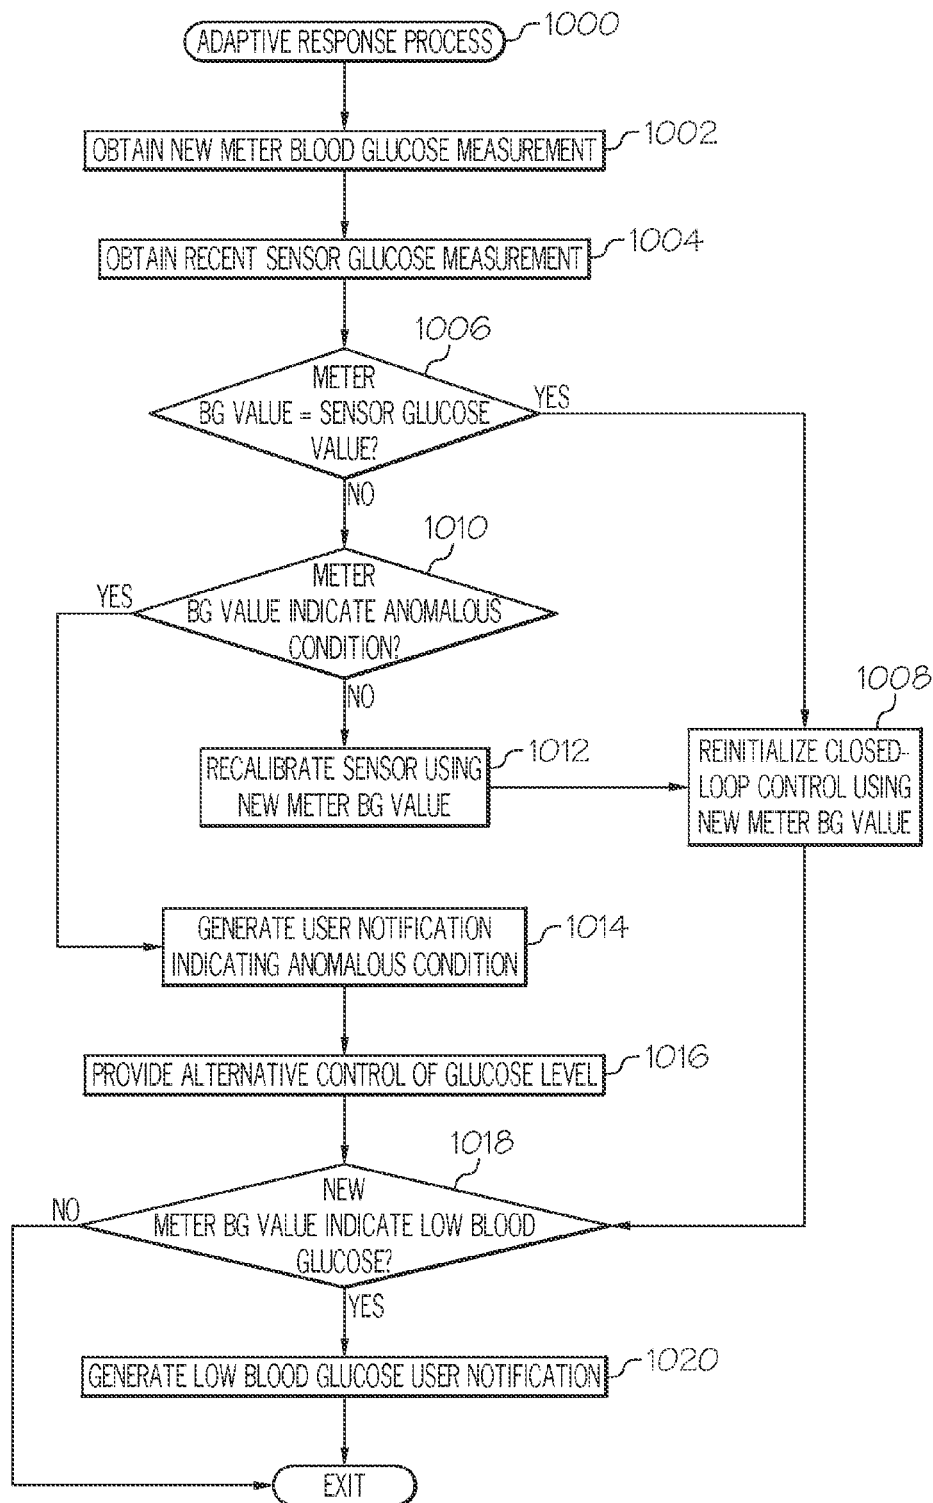 ADAPTIVE RESPONSE PROCESS
1000
OBTAIN NEW METER BLOOD GLUCOSE MEASUREMENT
1002
OBTAIN RECENT SENSOR GLUCOSE MEASUREMENT
1004
1006
METER
BG VALUE = SENSOR GLUCOSE
VALUE?
YES
NO
1010
METER
BG VALUE INDICATE ANOMALOUS
CONDITION?
YES
NO
1008
REINITIALIZE CLOSED-
LOOP CONTROL USING
NEW METER BG VALUE
RECALIBRATE SENSOR USING
NEW METER BG VALUE
1012
GENERATE USER NOTIFICATION
INDICATING ANOMALOUS CONDITION
1014
PROVIDE ALTERNATIVE CONTROL OF GLUCOSE LEVEL
1016
1018
NEW
METER BG VALUE INDICATE LOW BLOOD
GLUCOSE?
NO
YES
GENERATE LOW BLOOD GLUCOSE USER NOTIFICATION
1020
EXIT